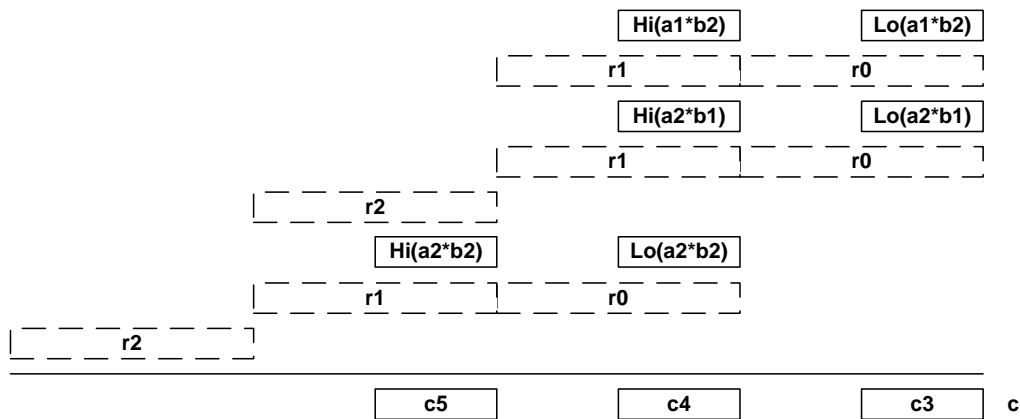 Hi(a1*b2) Lo(a1*b2)
r1 r0
Hi(a2*b1) Lo(a2*b1)
r1 r0
r2
Hi(a2*b2) Lo(a2*b2)
r1 r0
r2
c5 c4 c3 c